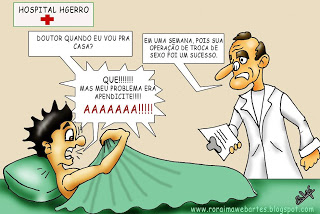 HOSPITAL HGERRO
DOUTOR QUANDO EU VOU PRA
CASA?
EM UMA SEMANA, POIS SUA
OPERAÇÃO DE TROCA DE
SEXO FOI UM SUCESSO.
QUE!!!!!!!
MAS MEU PROBLEMA ERA
APENDICITE!!!!
AAAAAAA!!!!!
www.roraimawebartes.blogspot.com